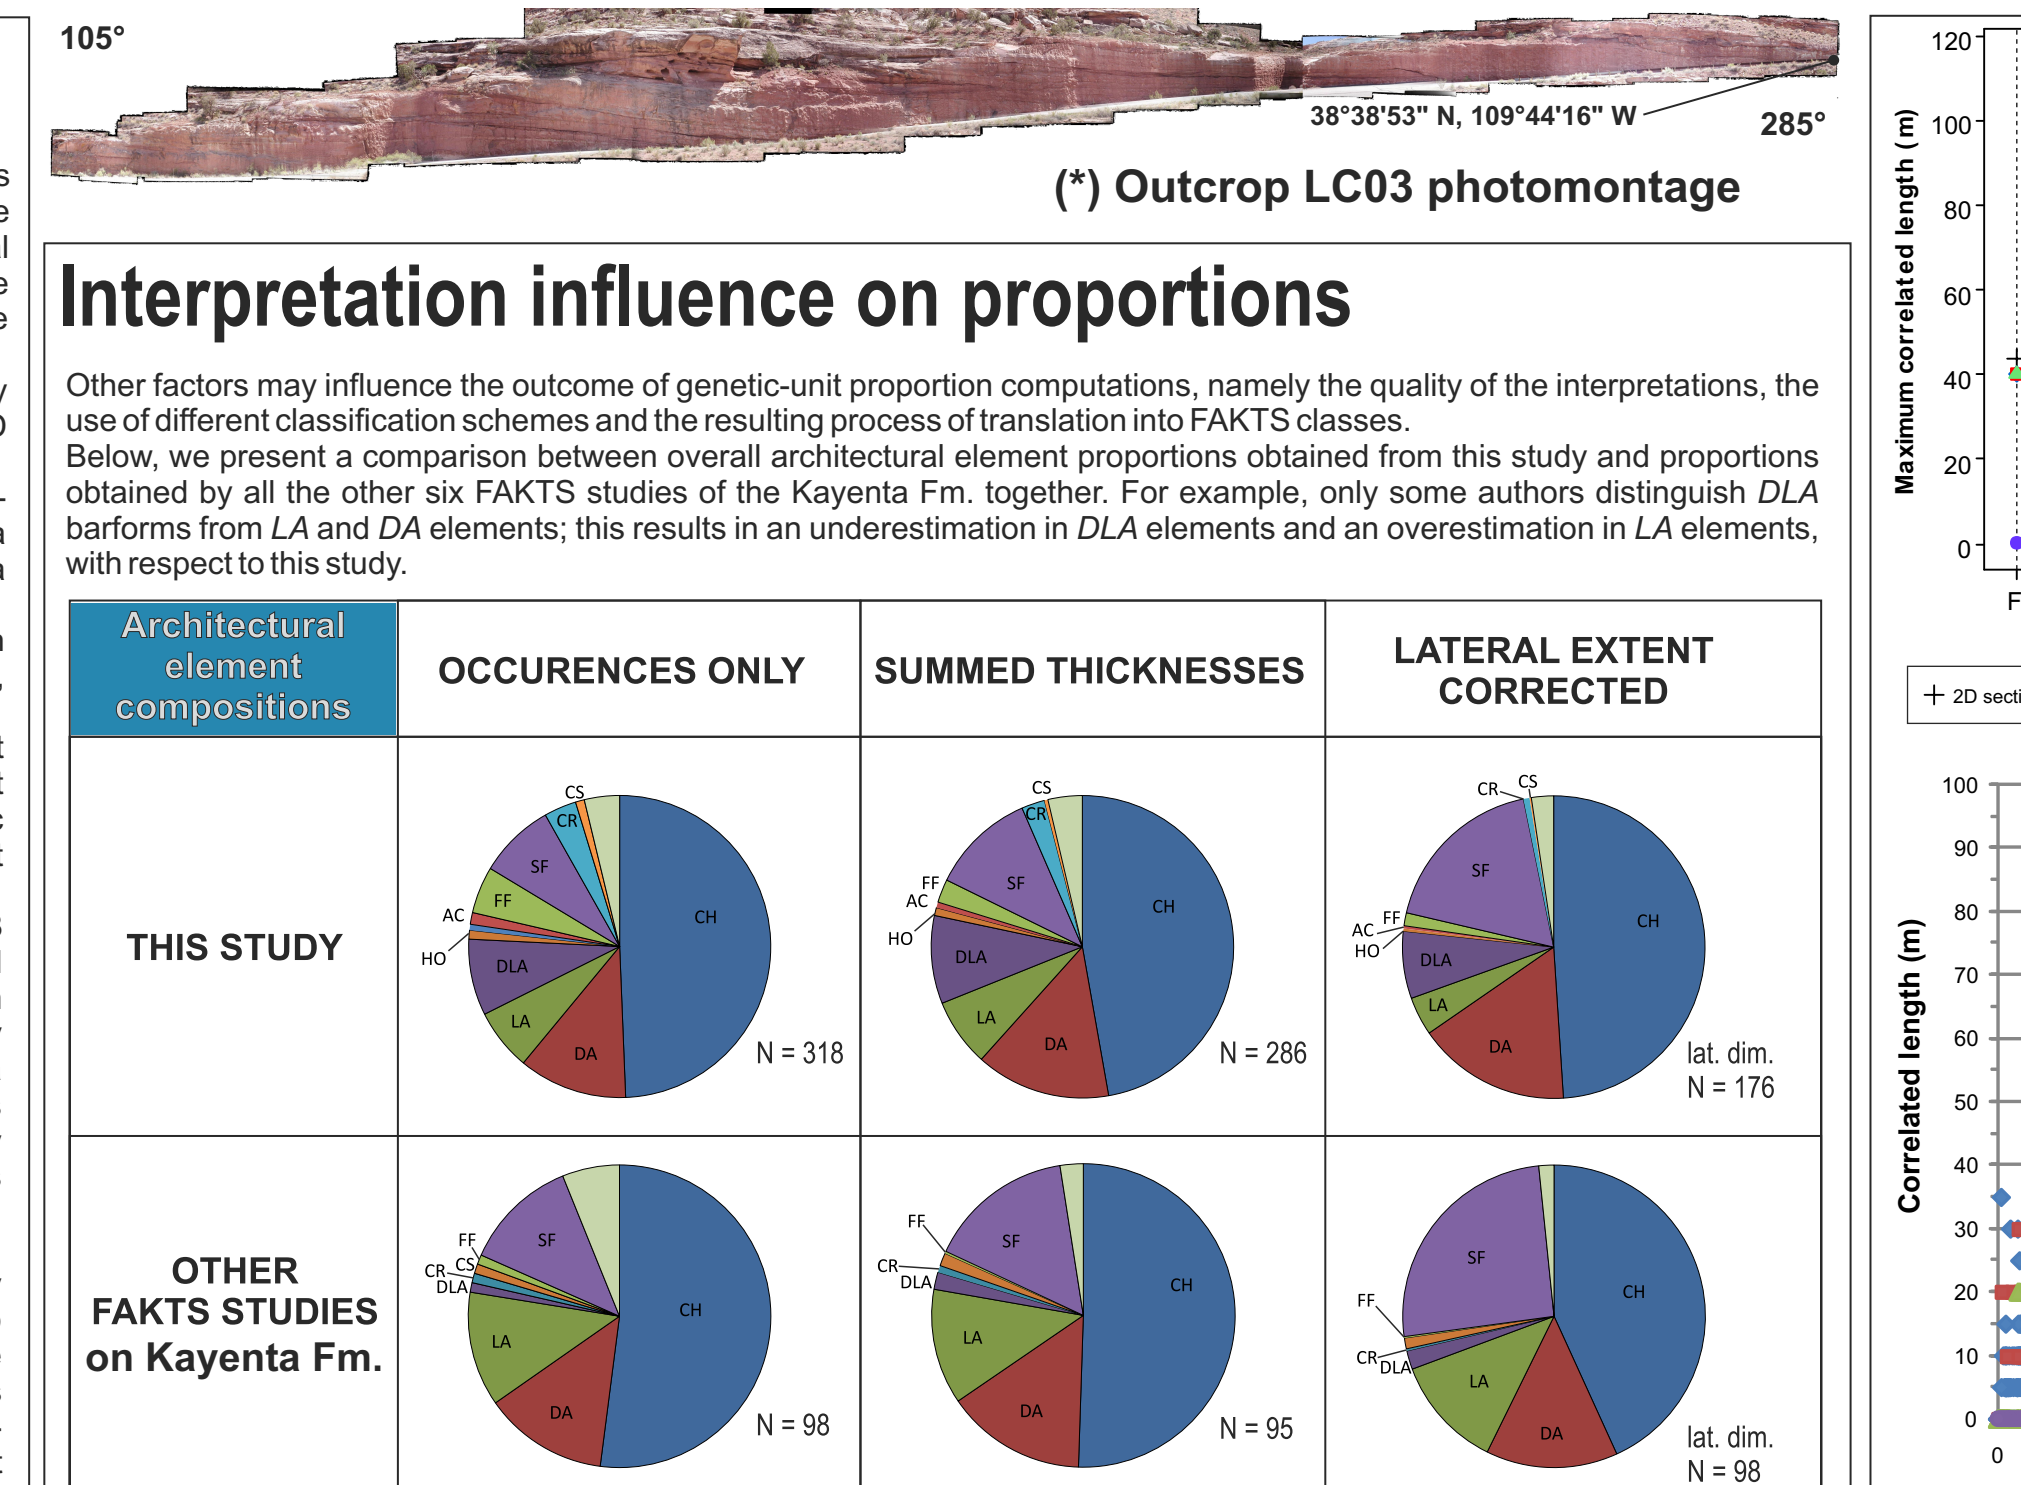 105°
38°38'53" N, 109°44'16" W
285°
(*) Outcrop LC03 photomontage
Interpretation influence on proportions
Other factors may influence the outcome of genetic-unit proportion computations, namely the quality of the interpretations, the
use of different classification schemes and the resulting process of translation into FAKTS classes.
Below, we present a comparison between overall architectural element proportions obtained from this study and proportions
obtained by all the other six FAKTS studies of the Kayenta Fm. together. For example, only some authors distinguish DLA
barforms from LA and DA elements; this results in an underestimation in DLA elements and an overestimation in LA elements,
with respect to this study.
Architectural
element
compositions
OCCURENCES ONLY
SUMMED THICKNESSES
LATERAL EXTENT
CORRECTED
THIS STUDY
CS
CR
SF
FF
AC
HO
DLA
LA
DA
CH
N = 318
CS
CR
SF
FF
AC
HO
DLA
LA
DA
CH
N = 286
CS
CR
SF
FF
AC
HO
DLA
LA
DA
CH
lat. dim.
N = 176
OTHER
FAKTS STUDIES
on Kayenta Fm.
SF
FF
CS
CR
DLA
LA
DA
CH
N = 98
SF
FF
CR
DLA
LA
DA
CH
N = 95
SF
FF
CR
DLA
LA
DA
CH
lat. dim.
N = 98
Maximum correlated length (m)
120
100
80
60
40
20
0
F
+ 2D secti
Correlated length (m)
100
90
80
70
60
50
40
30
20
10
0
0